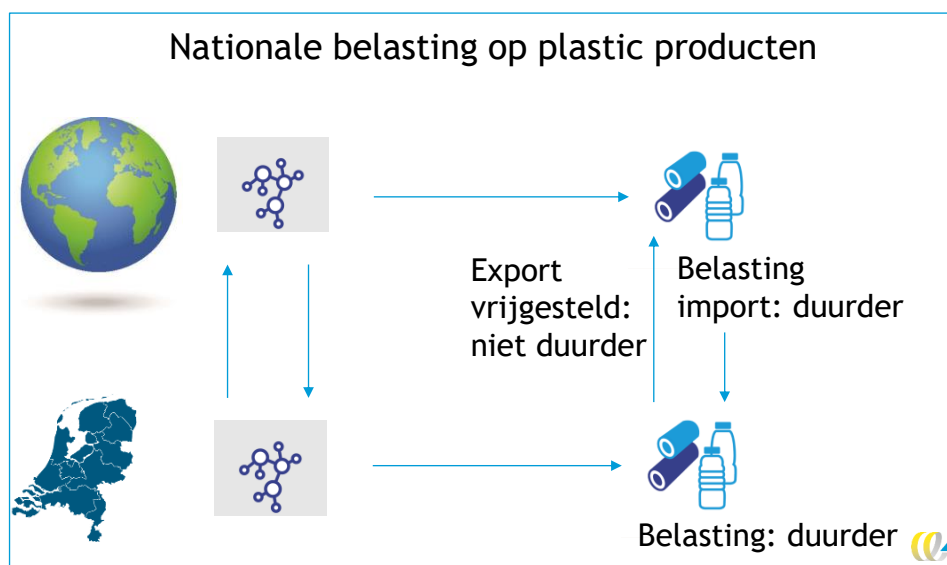 Nationale belasting op plastic producten
Export
vrijgesteld:
niet duurder
Belasting
import: duurder
Belasting: duurder